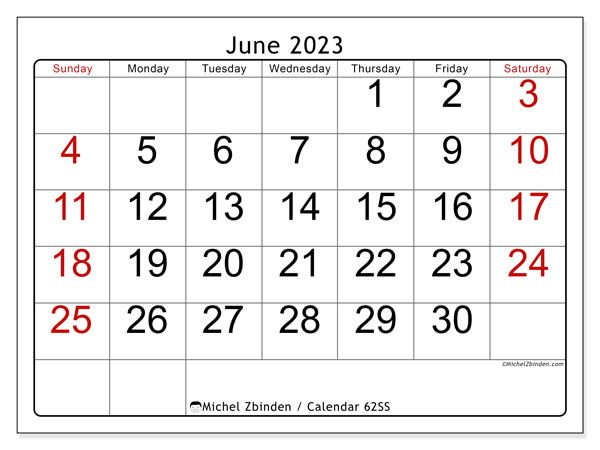 June 2023
Sunday Monday Tuesday Wednesday Thursday Friday Saturday
1 2 3
4 5 6 7 8 9 10
11 12 13 14 15 16 17
18 19 20 21 22 23 24
25 26 27 28 29 30
©MichelZbinden.com
Michel Zbinden / Calendar 62SS